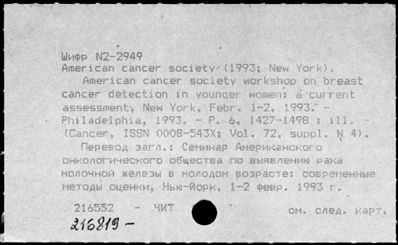 Шифр N2-2949
American cancer society (1993; New York).
American cancer society workshop on breast
cancer detection in younger women: a current
assessment, New York, Febr. 1-2, 1993. -
Philadelphia, 1993. - P. 6, 1427-1498 : ill. -
(Cancer, ISSN 0008-543X; Vol. 72, suppl. N 4).
Перевод загл.: Семинар Американского
онкологического общества по выявлению рака
молочной железы в молодом возрасте: современные
методы оценки, Нью-Йорк, 1-2 февр. 1993 г.
216552 - ЧИТ ом. след. карт.
216819-